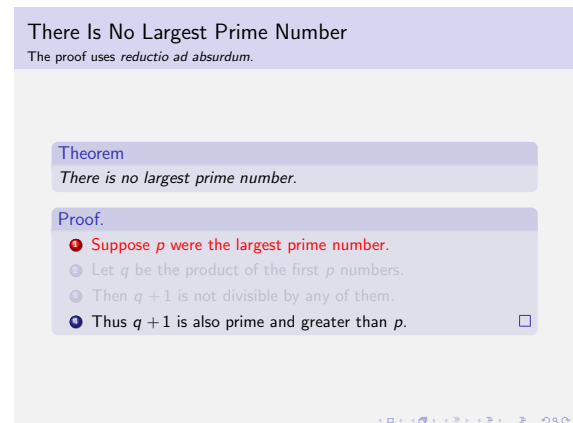 There Is No Largest Prime Number
The proof uses reductio ad absurdum.
Theorem
There is no largest prime number.
Proof.
1 Suppose p were the largest prime number.
2 Let q be the product of the first p numbers.
3 Then q + 1 is not divisible by any of them.
4 Thus q + 1 is also prime and greater than p. □